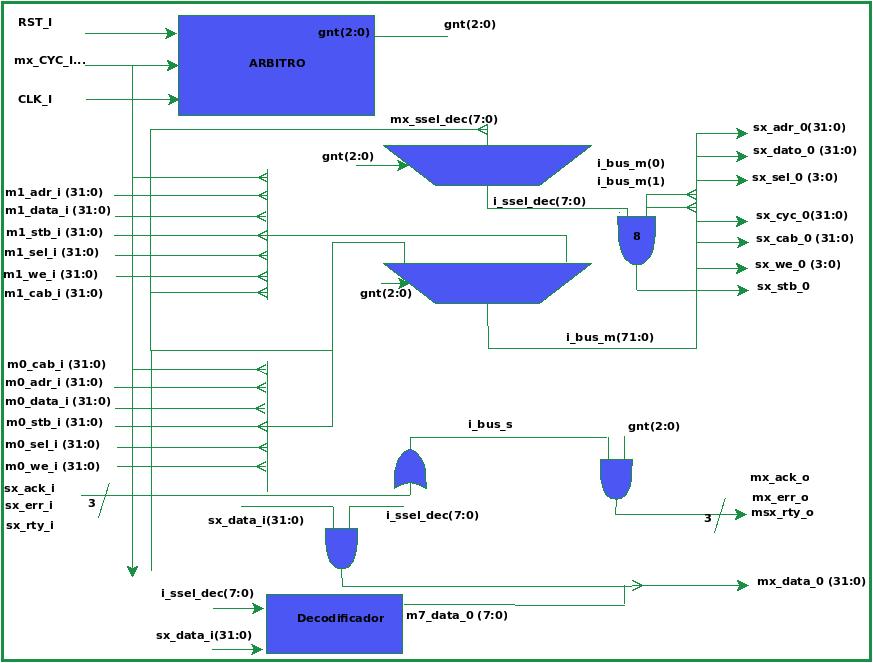 RST_I
gnt(2:0)
gnt(2:0)
mx_CYC_I...
ARBITRO
CLK_I
mx_ssel_dec(7:0)
sx_adr_0(31:0)
gnt(2:0)
sx_dato_0 (31:0)
i_bus_m(0)
sx_sel_0 (3:0)
i_bus_m(1)
m1_adr_i (31:0)
i_ssel_dec(7:0)
m1_data_i (31:0)
sx_cyc_0(31:0)
m1_stb_i (31:0)
8
sx_cab_0 (31:0)
m1_sel_i (31:0)
sx_we_0 (3:0)
m1_we_i (31:0)
sx_stb_0
m1_cab_i (31:0)
gnt(2:0)
i_bus_m(71:0)
m0_cab_i (31:0)
m0_adr_i (31:0)
m0_data_i (31:0)
m0_stb_i (31:0)
i_bus_s
gnt(2:0)
m0_sel_i (31:0)
m0_we_i (31:0)
mx_ack_o
sx_ack_i
mx_err_o
3
sx_err_i
msx_rty_o
3
sx_rty_i
sx_data_i(31:0)
i_ssel_dec(7:0)
mx_data_0 (31:0)
i_ssel_dec(7:0)
Decodificador
m7_data_0 (7:0)
sx_data_i(31:0)